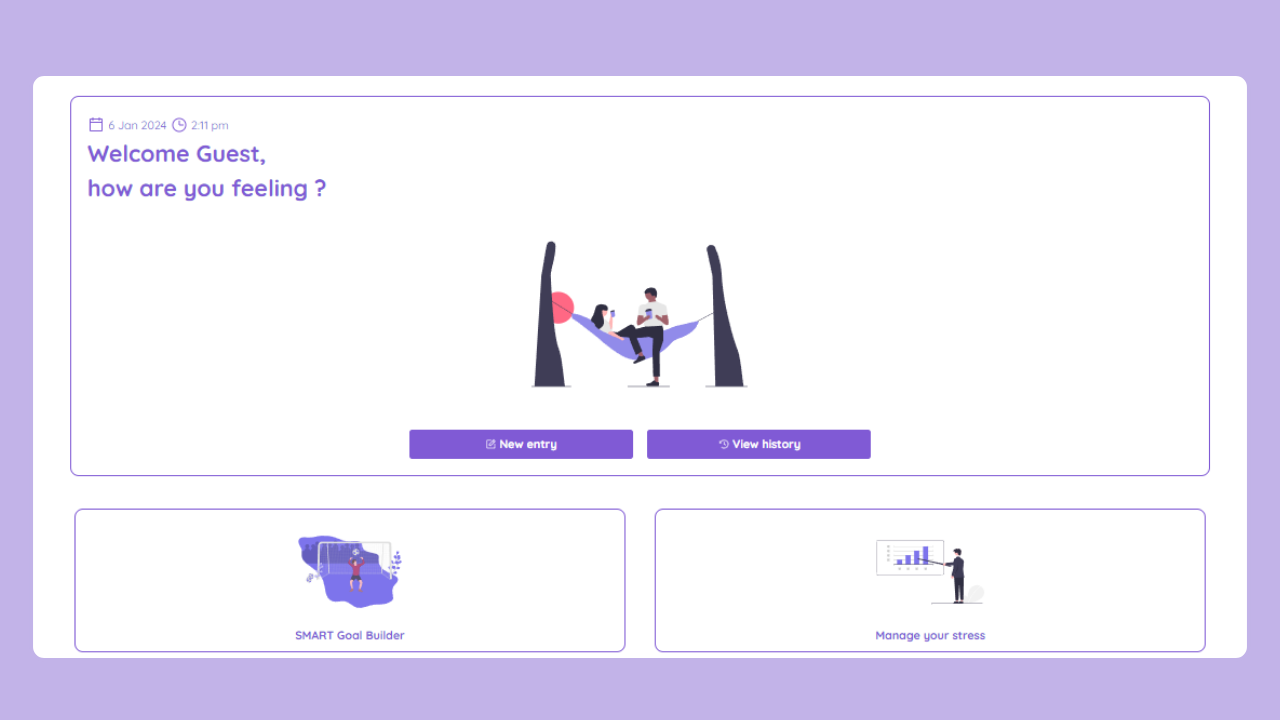 6 Jan 2024 2:11 pm
Welcome Guest,
how are you feeling ?
New entry
View history
SMART Goal Builder
Manage your stress